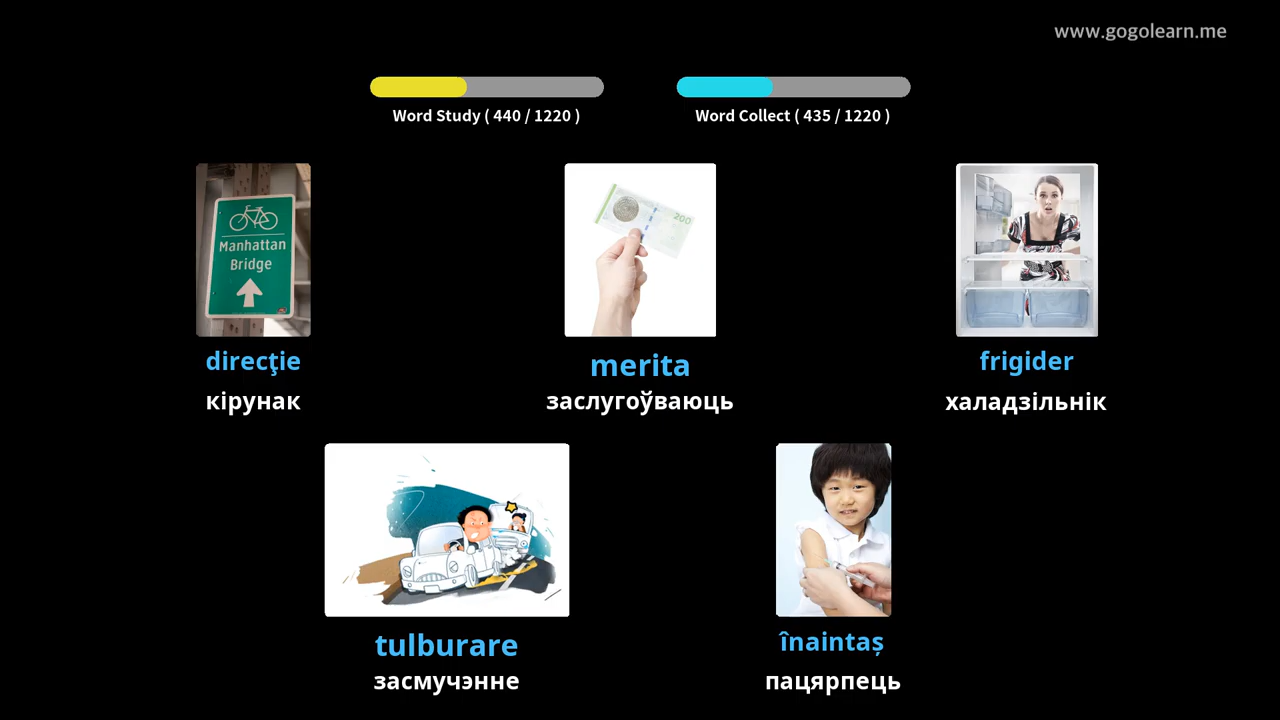 www.gogolearn.me
Word Study ( 440 / 1220 )
Word Collect ( 435 / 1220 )
Manhattan
Bridge
200
direcţie
merita
frigider
кірунак
заслугоўваюць
халадзільнік
tulburare
înaintaș
засмучэнне
пацярпець